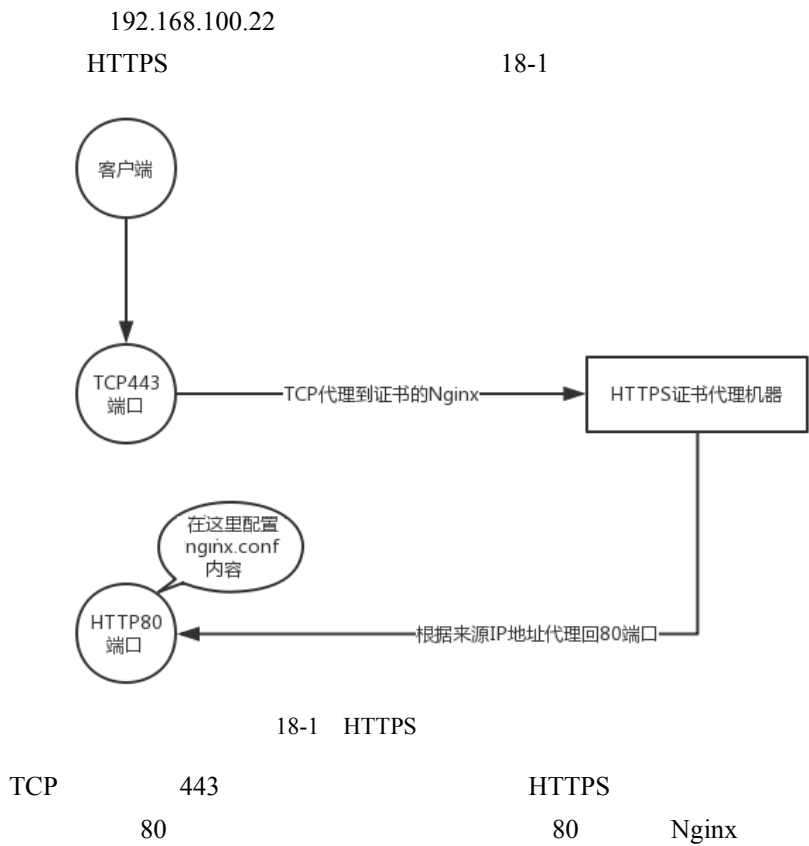 192.168.100.22
HTTPS 18-1
客户端
TCP443
端口
TCP代理到证书的Nginx
HTTPS证书代理机器
在这里配置
nginx.conf
内容
HTTP80
端口
根据来源IP地址代理回80端口
18-1 HTTPS
TCP 443 HTTPS
80 80 Nginx